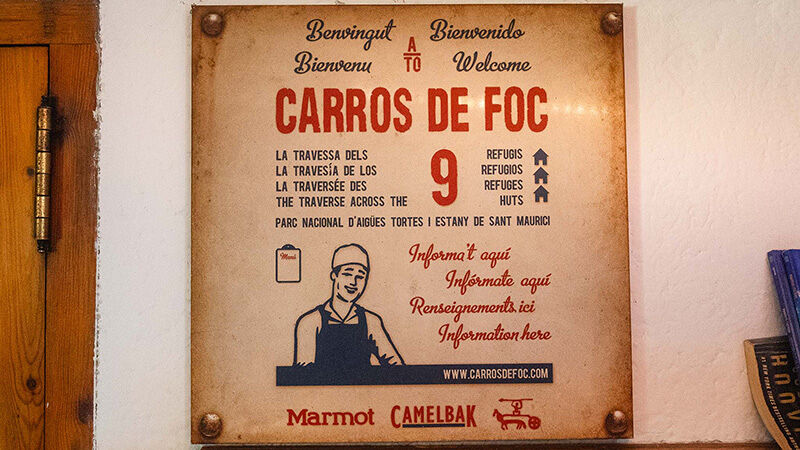 Benvingut Bienvenido
A
TO
Bienvenu Welcome
CARROS DE FOC
LA TRAVESSA DELS
LA TRAVESÍA DE LOS
LA TRAVERSÉE DES
THE TRAVERSE ACROSS THE
9
REFUGIS
REFUGIOS
REFUGES
HUTS
PARC NACIONAL D'AIGÜES TORTES I ESTANY DE SANT MAURICI
Menú
Informa't aquí
Infórmate aquí
Renseignements ici
Information here
WWW.CARROSDEFOC.COM
Marmot CAMELBAK